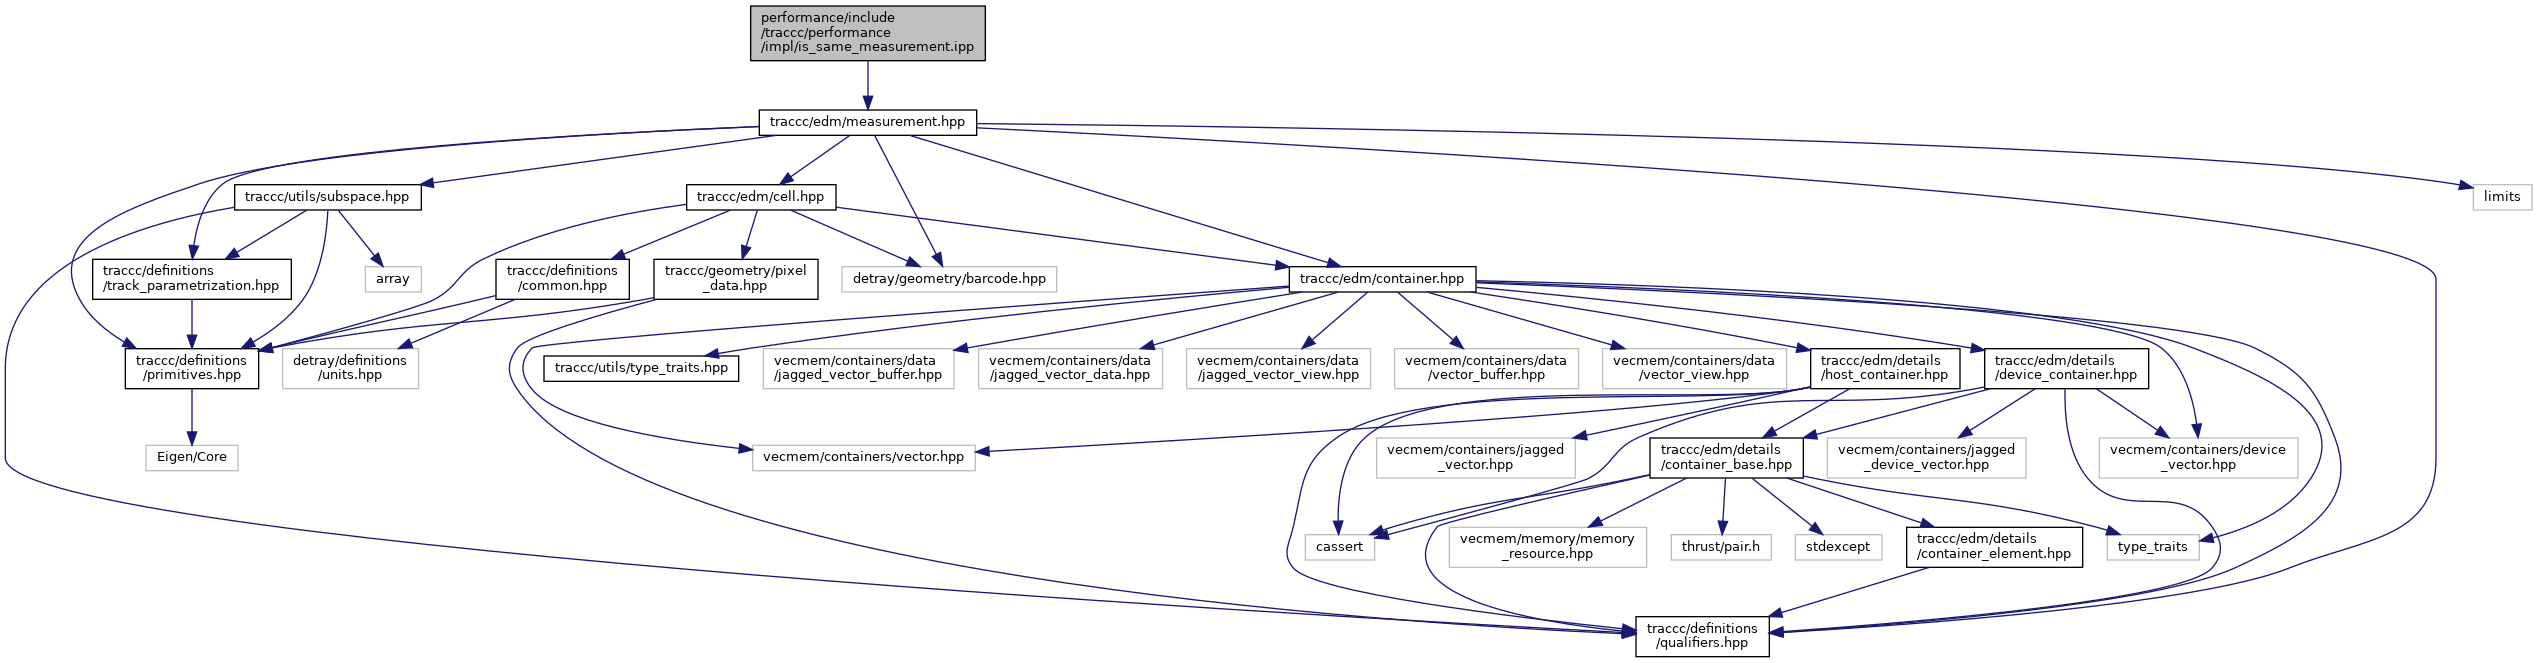 performance/include
/traccc/performance
/impl/is_same_measurement.ipp
traccc/edm/measurement.hpp
traccc/utils/subspace.hpp
traccc/edm/cell.hpp
limits
traccc/definitions
/track_parametrization.hpp
array
traccc/definitions
/common.hpp
traccc/geometry/pixel
_data.hpp
detray/geometry/barcode.hpp
traccc/edm/container.hpp
traccc/definitions
/primitives.hpp
detray/definitions
/units.hpp
traccc/utils/type_traits.hpp
vecmem/containers/data
/jagged_vector_buffer.hpp
vecmem/containers/data
/jagged_vector_data.hpp
vecmem/containers/data
/jagged_vector_view.hpp
vecmem/containers/data
/vector_buffer.hpp
vecmem/containers/data
/vector_view.hpp
traccc/edm/details
/host_container.hpp
traccc/edm/details
/device_container.hpp
Eigen/Core
vecmem/containers/vector.hpp
vecmem/containers/jagged
_vector.hpp
traccc/edm/details
/container_base.hpp
vecmem/containers/jagged
_device_vector.hpp
vecmem/containers/device
_vector.hpp
cassert
vecmem/memory/memory
_resource.hpp
thrust/pair.h
stdexcept
traccc/edm/details
/container_element.hpp
type_traits
traccc/definitions
/qualifiers.hpp